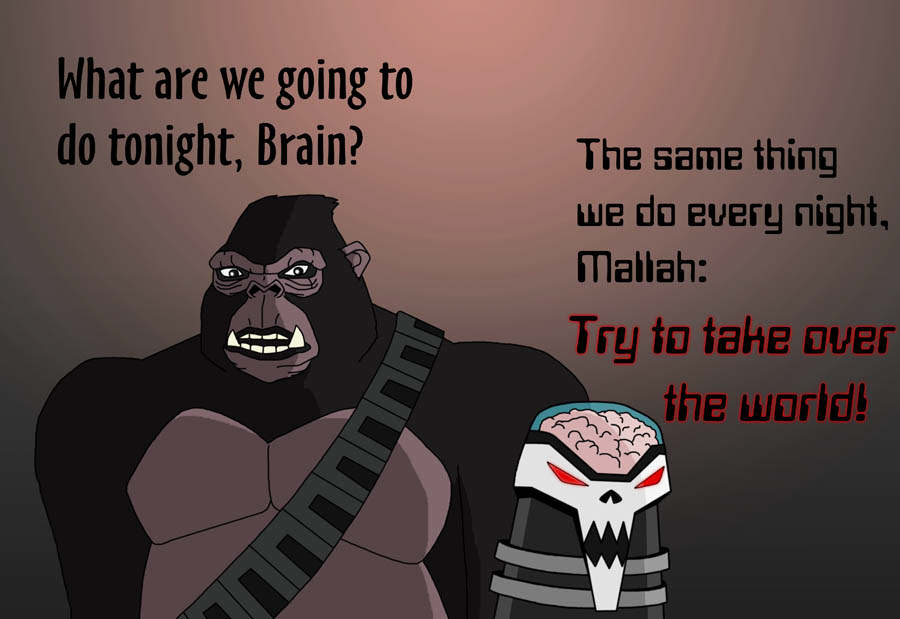 What are we going to
do tonight, Brain?
The same thing
we do every night,
Mallah:
Try to take over
the world!